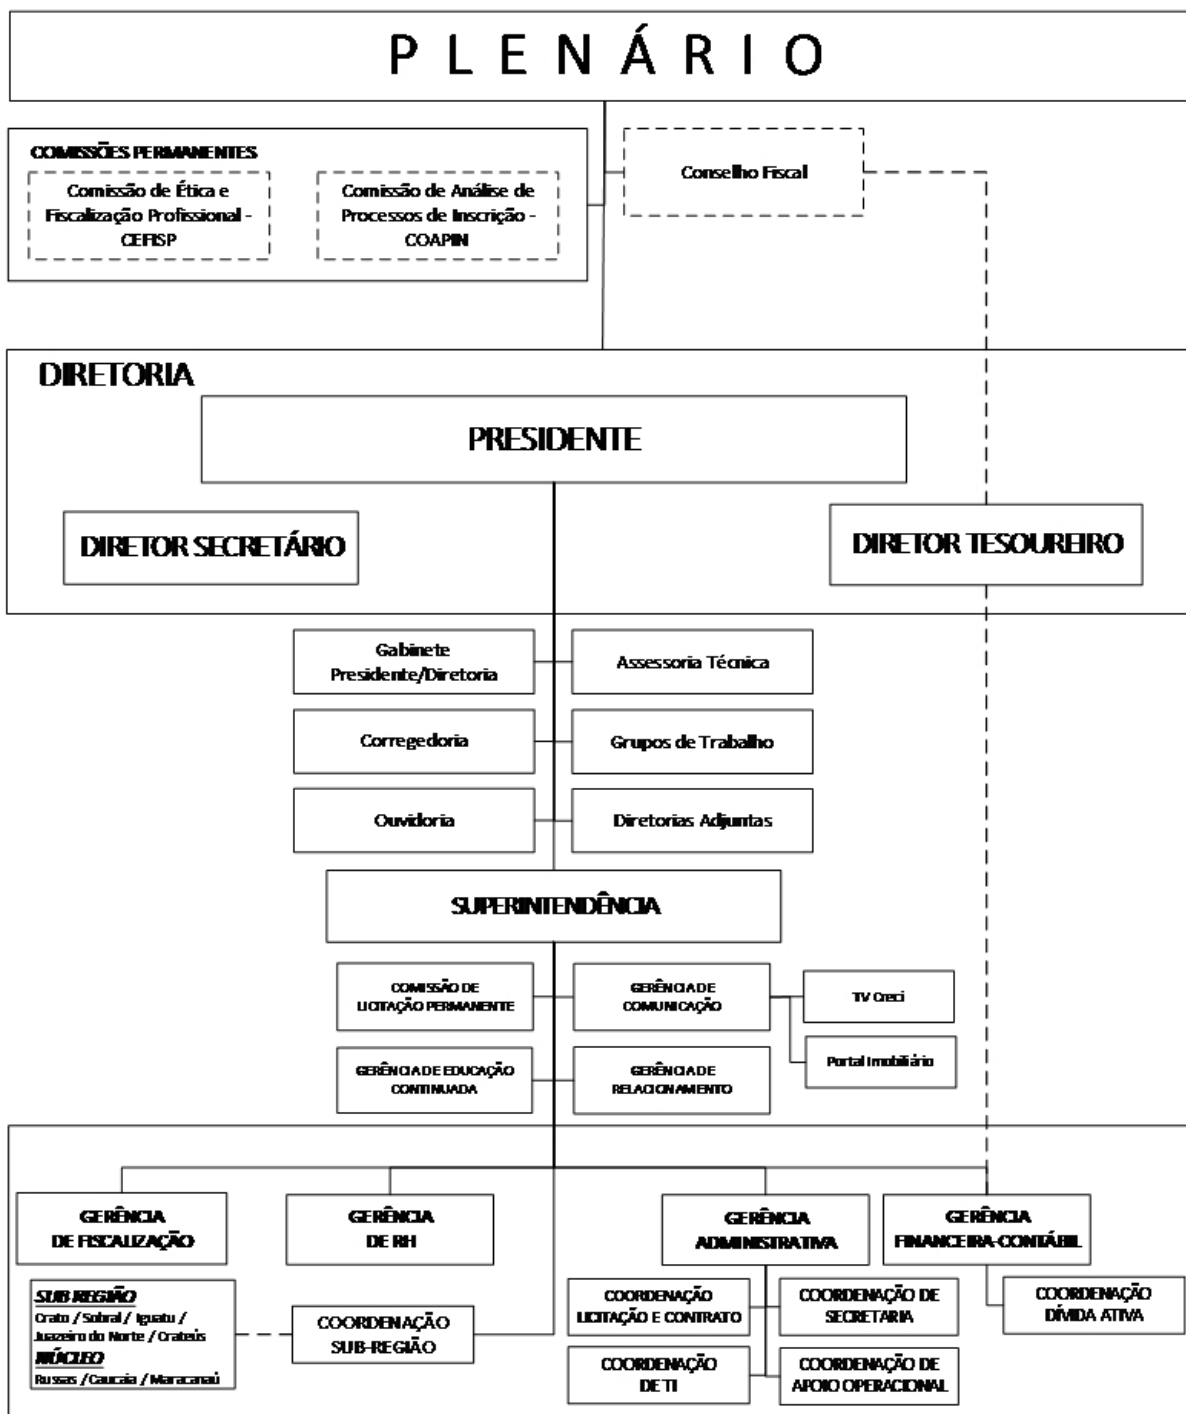 PLENÁRIO
COMISSÕES PERMANENTES
Comissão de Ética e
Fiscalização Profissional -
CEFISP
Comissão de Análise de
Processos de Inscrição -
COAPIN
Conselho Fiscal
DIRETORIA
PRESIDENTE
DIRETOR SECRETÁRIO
DIRETOR TESOUREIRO
Gabinete
Presidente/Diretoria
Assessoria Técnica
Corregedoria
Grupos de Trabalho
Ouvidoria
Diretorias Adjuntas
SUPERINTENDÊNCIA
COMISSÃO DE
LICITAÇÃO PERMANENTE
GERÊNCIA DE
COMUNICAÇÃO
TV Creci
Portal Imobiliário
GERÊNCIA DE EDUCAÇÃO
CONTINUADA
GERÊNCIA DE
RELACIONAMENTO
GERÊNCIA
DE FISCALIZAÇÃO
GERÊNCIA
DE RH
GERÊNCIA
ADMINISTRATIVA
GERÊNCIA
FINANCEIRA-CONTÁBIL
SUB REGIÃO
Crato / Sobral / Iguatu /
Juazeiro do Norte / Crateús
NÚCLEO
Russas / Caucaia / Maracanaú
COORDENAÇÃO
SUB-REGIÃO
COORDENAÇÃO
LICITAÇÃO E CONTRATO
COORDENAÇÃO DE
SECRETARIA
COORDENAÇÃO
DÍVIDA ATIVA
COORDENAÇÃO
DE TI
COORDENAÇÃO DE
APOIO OPERACIONAL